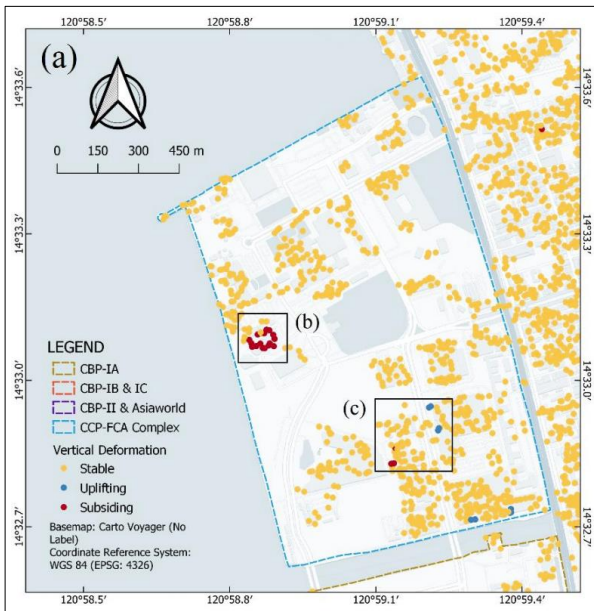 120°58.5′ 120°58.8′ 120°59.1′ 120°59.4′
(a)
14°33.6′ 14°33.6′
0 150 300 450 m
14°33.3′ 14°33.3′
(b)
LEGEND
CBP-IA
14°33.0′ 14°33.0′
CBP-IB & IC
CBP-II & Asiaworld
(c)
CCP-FCA Complex
Vertical Deformation
Stable
Uplifting
Subsiding
14°32.7′ 14°32.7′
Basemap: Carto Voyager (No
Label)
Coordinate Reference System:
WGS 84 (EPSG: 4326)
120°58.5′ 120°58.8′ 120°59.1′ 120°59.4′